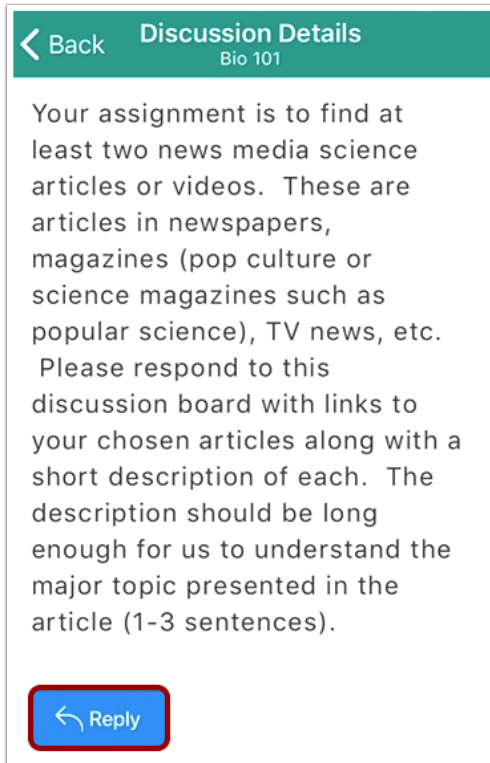 Back
Discussion Details
Bio 101
Your assignment is to find at
least two news media science
articles or videos.  These are
articles in newspapers,
magazines (pop culture or
science magazines such as
popular science), TV news, etc.
 Please respond to this
discussion board with links to
your chosen articles along with a
short description of each.  The
description should be long
enough for us to understand the
major topic presented in the
article (1-3 sentences).
Reply